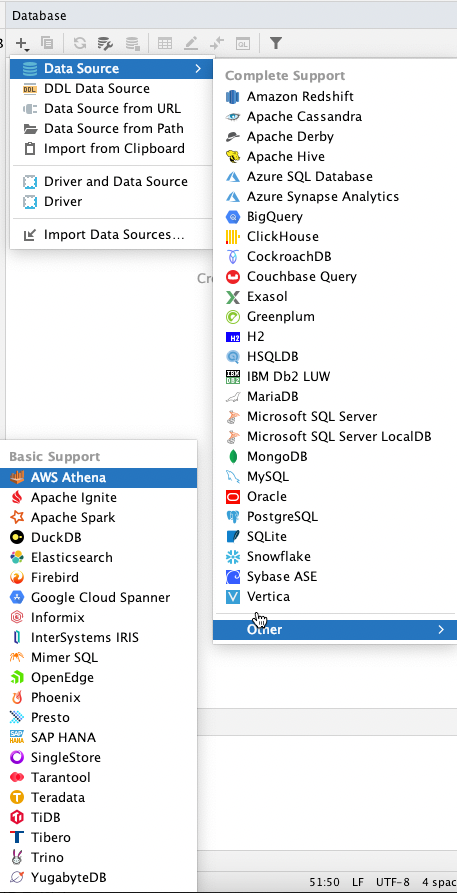 Database
Data Source
DDL Data Source
Data Source from URL
Data Source from Path
Import from Clipboard
Driver and Data Source
Driver
Import Data Sources...
Complete Support
Amazon Redshift
Apache Cassandra
Apache Derby
Apache Hive
Azure SQL Database
Azure Synapse Analytics
BigQuery
ClickHouse
CockroachDB
Couchbase Query
Exasol
Greenplum
H2
HSQLDB
IBM Db2 LUW
MariaDB
Microsoft SQL Server
Microsoft SQL Server LocalDB
MongoDB
MySQL
Oracle
PostgreSQL
SQLite
Snowflake
Sybase ASE
Vertica
Other
Basic Support
AWS Athena
Apache Ignite
Apache Spark
DuckDB
Elasticsearch
Firebird
Google Cloud Spanner
Informix
InterSystems IRIS
Mimer SQL
OpenEdge
Phoenix
Presto
SAP HANA
SingleStore
Tarantool
Teradata
TiDB
Tibero
Trino
YugabyteDB
51:50 LF UTF-8 4 spac